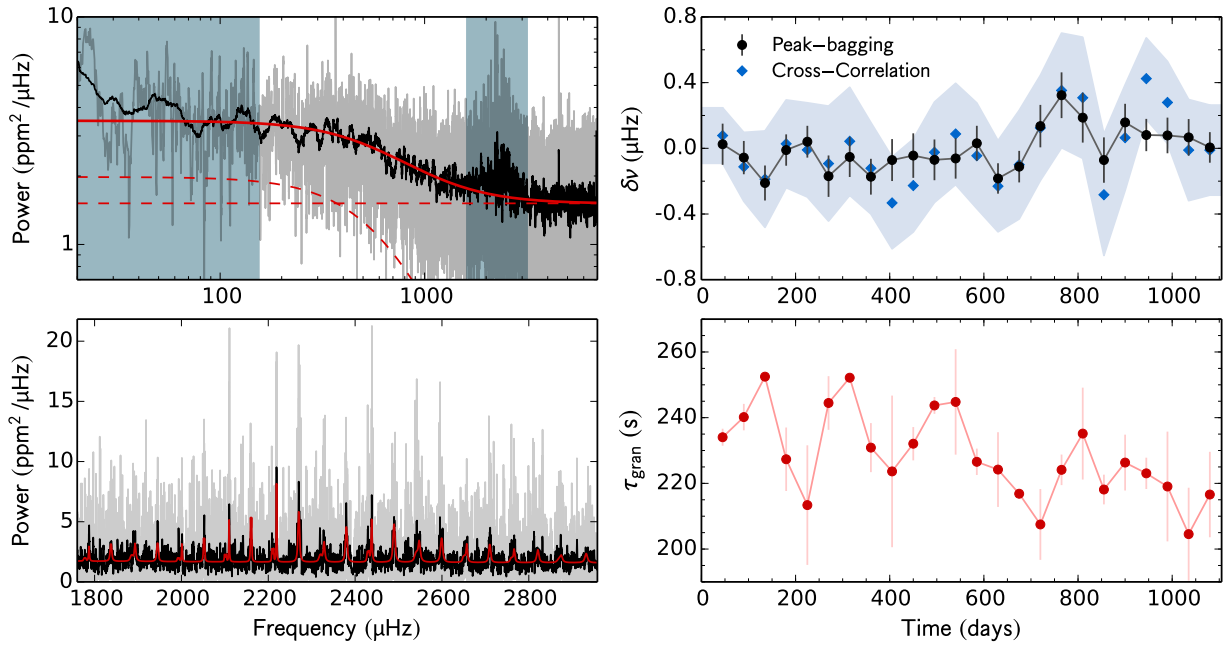 10
1
Power (ppm² /μHz)
100 1000
Peak−bagging
Cross−Correlation
0.8
0.4
0.0
-0.4
-0.8
δν (μHz)
0 200 400 600 800 1000
20
15
10
5
0
Power (ppm² /μHz)
1800 2000 2200 2400 2600 2800
Frequency (μHz)
260
240
220
200
τgran (s)
0 200 400 600 800 1000
Time (days)